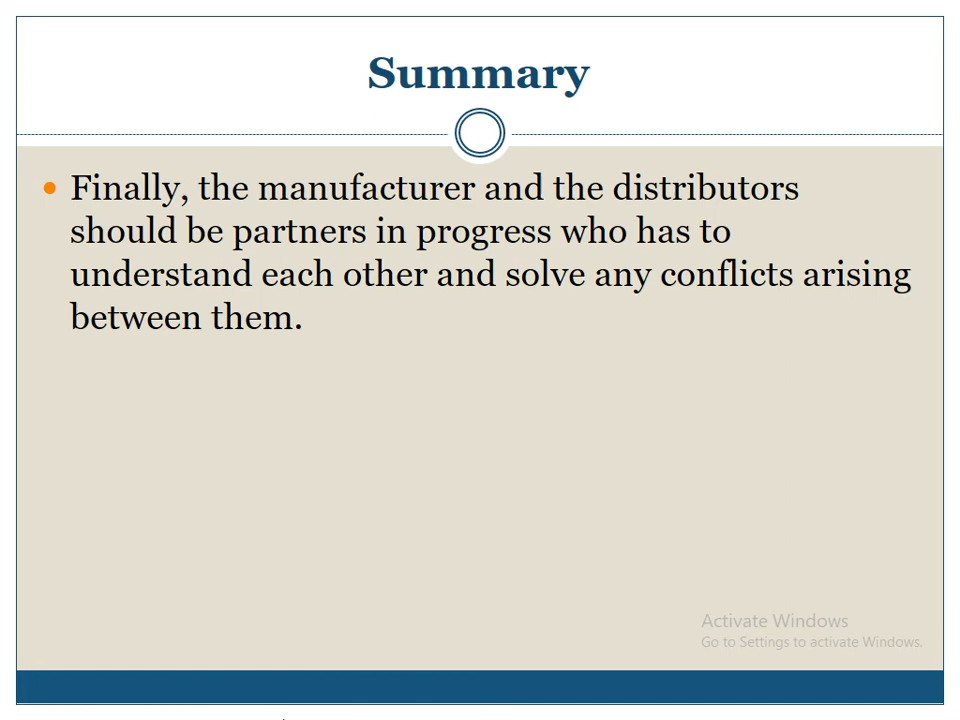 Summary
Finally, the manufacturer and the distributors
should be partners in progress who has to
understand each other and solve any conflicts arising
between them.
Activate Windows
Go to Settings to activate Windows.